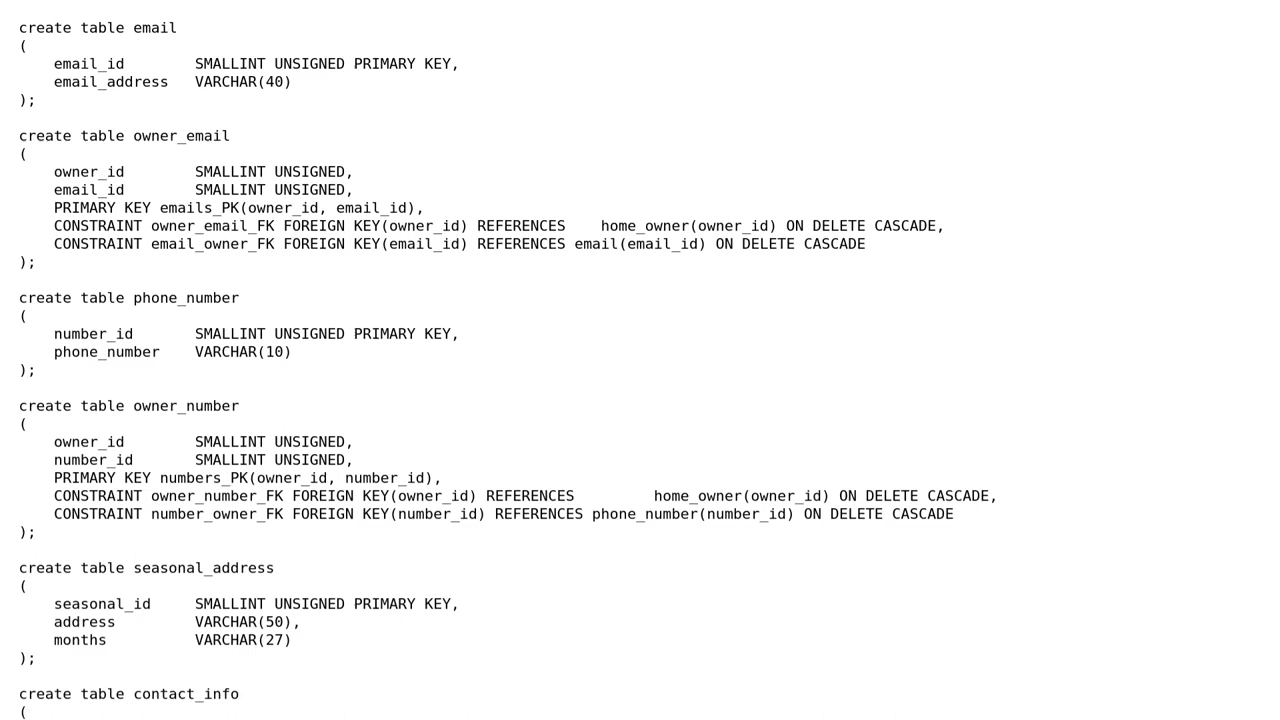 create table email
(
    email_id        SMALLINT UNSIGNED PRIMARY KEY,
    email_address   VARCHAR(40)
);

create table owner_email
(
    owner_id        SMALLINT UNSIGNED,
    email_id        SMALLINT UNSIGNED,
    PRIMARY KEY emails_PK(owner_id, email_id),
    CONSTRAINT owner_email_FK FOREIGN KEY(owner_id) REFERENCES    home_owner(owner_id) ON DELETE CASCADE,
    CONSTRAINT email_owner_FK FOREIGN KEY(email_id) REFERENCES email(email_id) ON DELETE CASCADE
);

create table phone_number
(
    number_id       SMALLINT UNSIGNED PRIMARY KEY,
    phone_number    VARCHAR(10)
);

create table owner_number
(
    owner_id        SMALLINT UNSIGNED,
    number_id       SMALLINT UNSIGNED,
    PRIMARY KEY numbers_PK(owner_id, number_id),
    CONSTRAINT owner_number_FK FOREIGN KEY(owner_id) REFERENCES         home_owner(owner_id) ON DELETE CASCADE,
    CONSTRAINT number_owner_FK FOREIGN KEY(number_id) REFERENCES phone_number(number_id) ON DELETE CASCADE
);

create table seasonal_address
(
    seasonal_id     SMALLINT UNSIGNED PRIMARY KEY,
    address         VARCHAR(50),
    months          VARCHAR(27)
);

create table contact_info
(